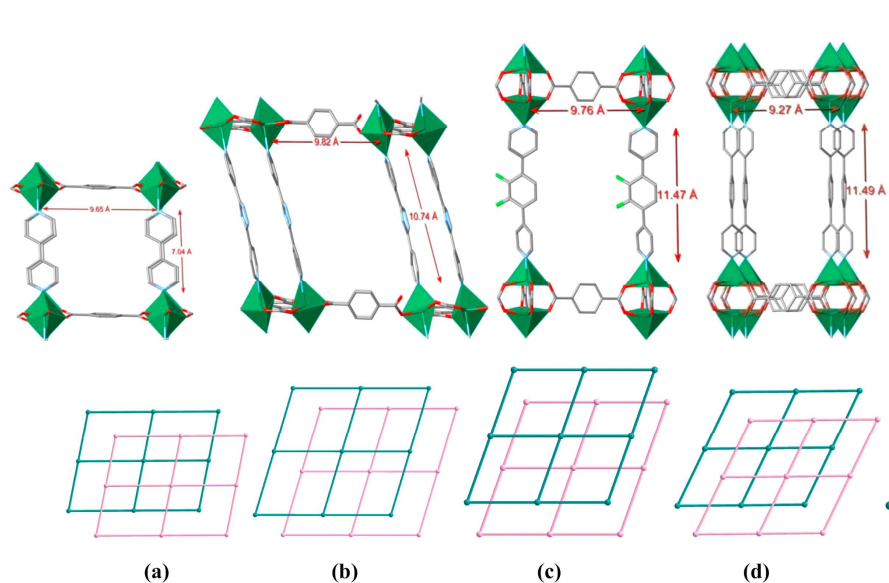 9.76 Å
9.27 Å
9.82 Å
9.65 Å
10.74 Å
11.47 Å
11.49 Å
7.04 Å
(a) (b) (c) (d)